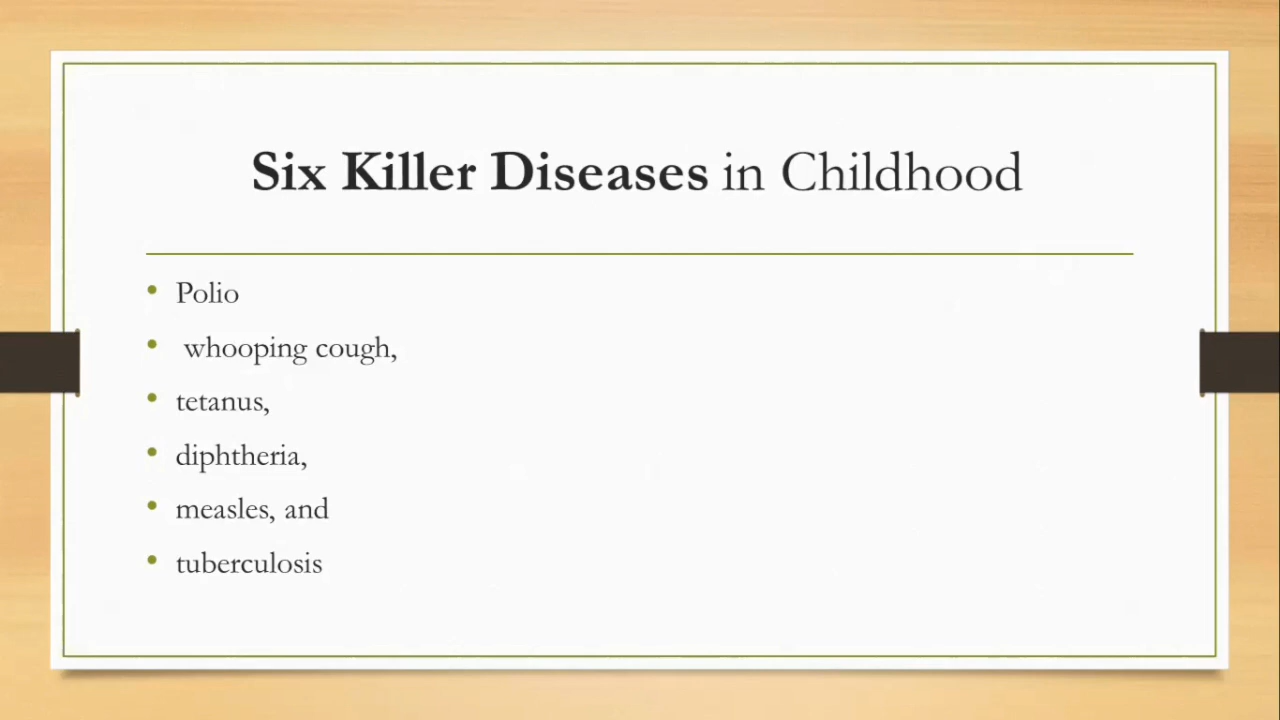 Six Killer Diseases in Childhood
• Polio
• whooping cough,
• tetanus,
• diphtheria,
• measles, and
• tuberculosis